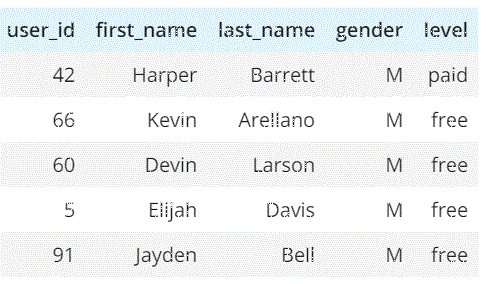 user_id first_name last_name gender level
42 Harper Barrett M paid
66 Kevin Arellano M free
60 Devin Larson M free
5 Elijah Davis M free
91 Jayden Bell M free